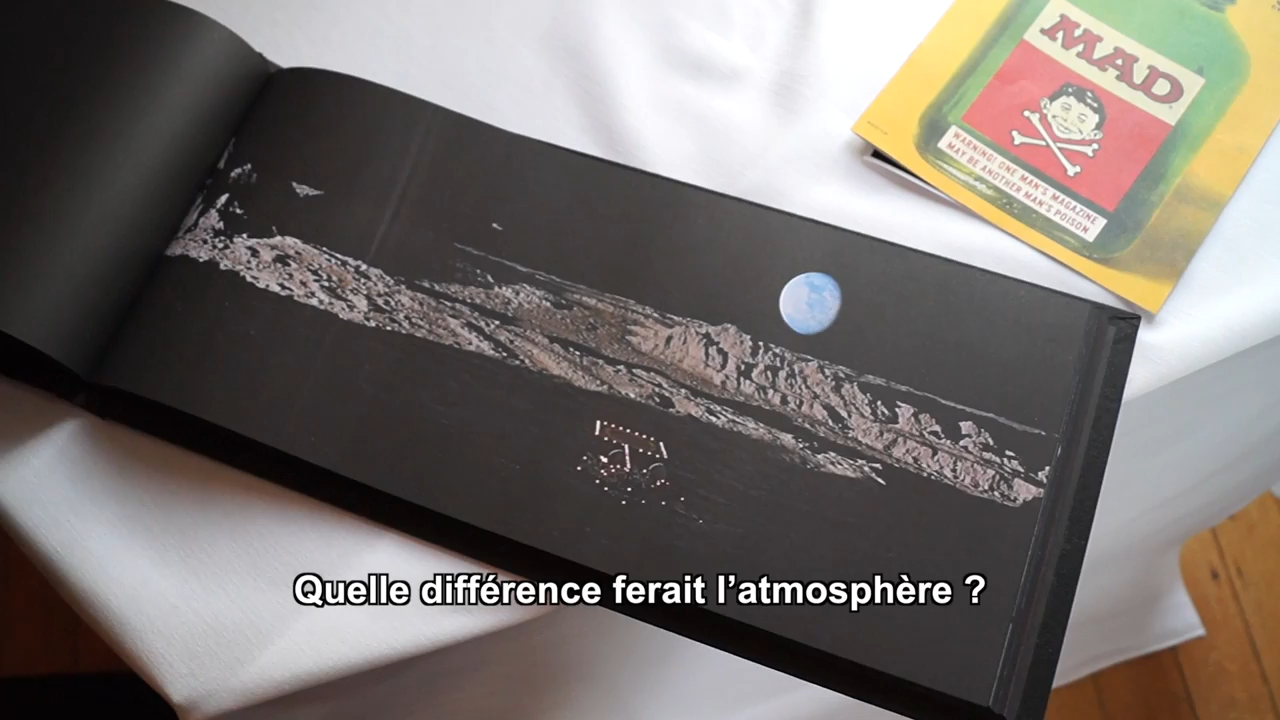 MAD
WARNING! ONE MAN'S MAGAZINE
MAY BE ANOTHER MAN'S POISON
Quelle différence ferait l’atmosphère ?